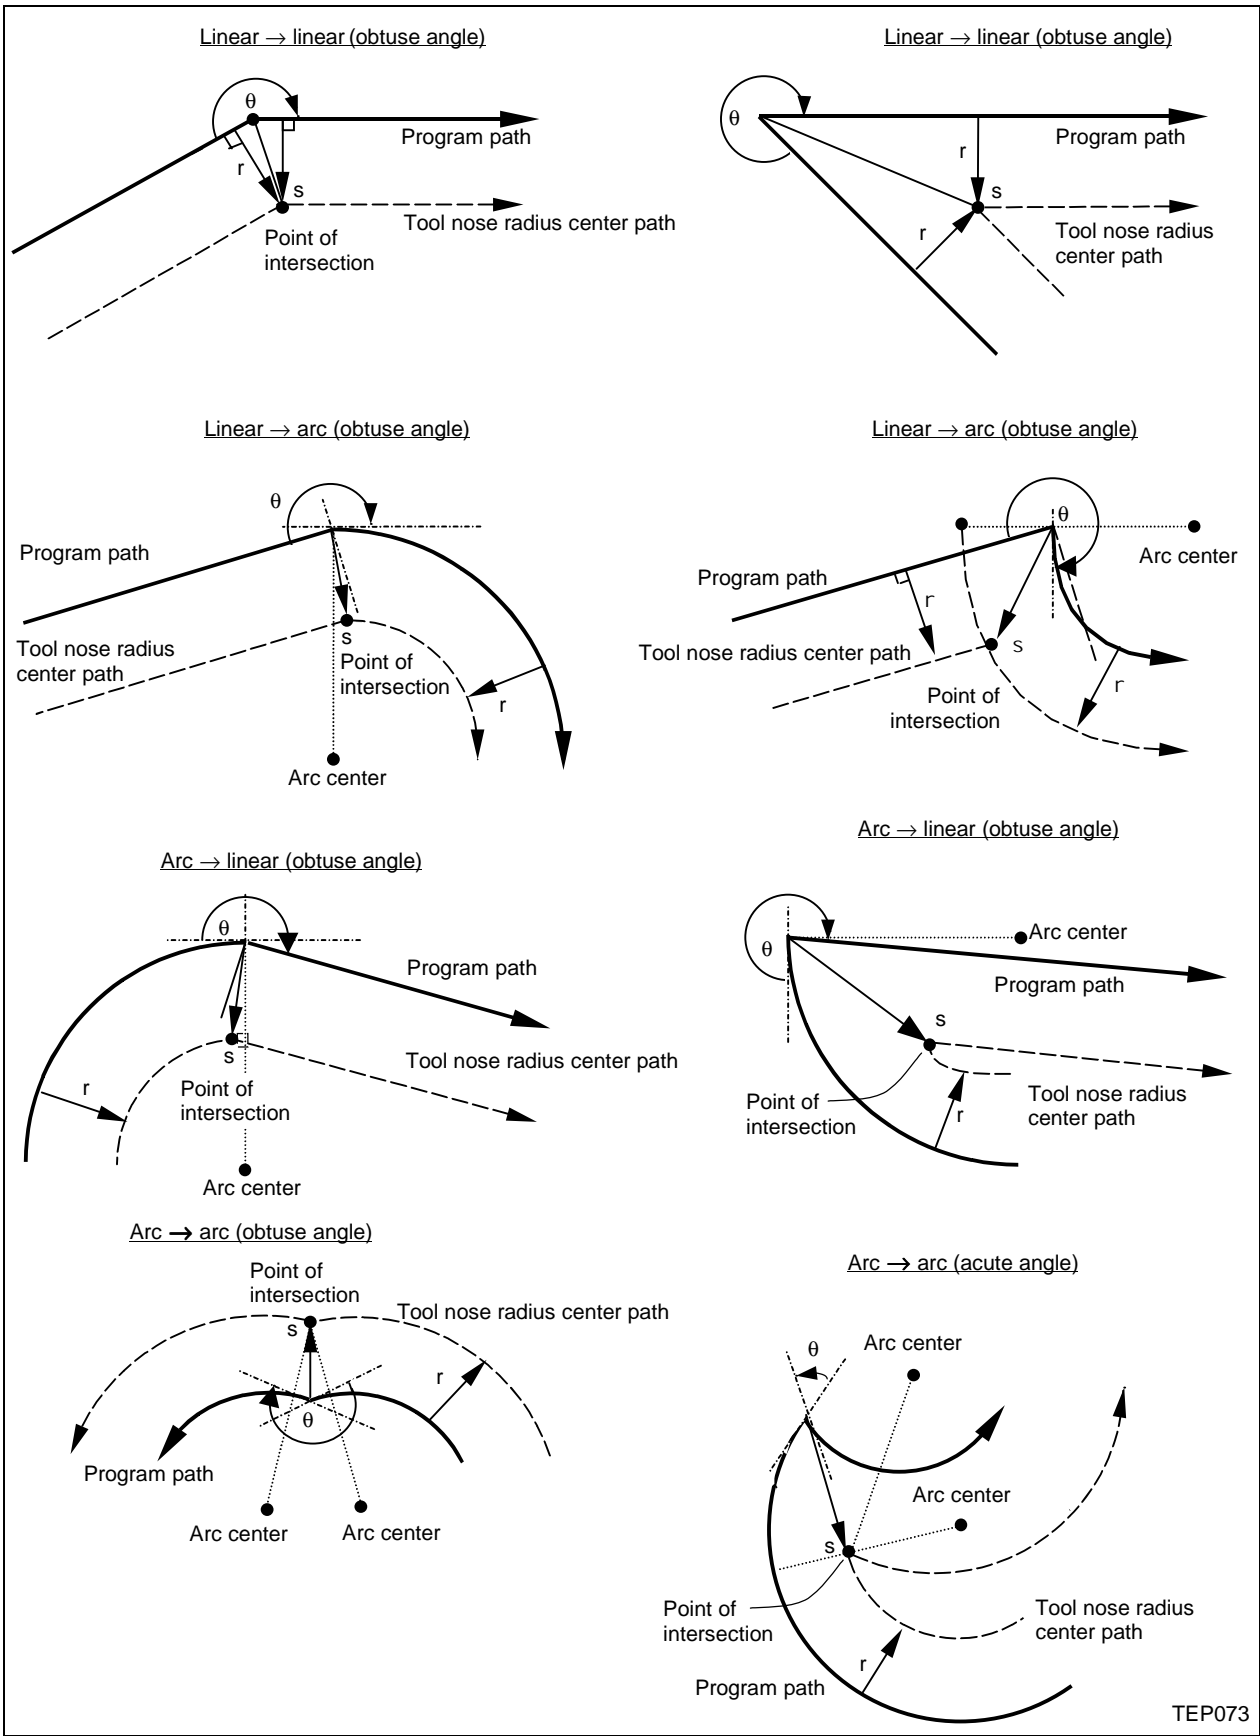 Linear → linear (obtuse angle)
θ
Program path
r
s
Tool nose radius center path
Point of
intersection
Linear → linear (obtuse angle)
θ
r
Program path
s
r
Tool nose radius
center path
Linear → arc (obtuse angle)
θ
Program path
Tool nose radius
center path
s
Point of
intersection
r
Arc center
Linear → arc (obtuse angle)
θ
Arc center
Program path
r
Tool nose radius center path
s
r
Point of
intersection
Arc → linear (obtuse angle)
θ
Program path
s
Tool nose radius center path
r
Point of
intersection
Arc center
Arc → linear (obtuse angle)
θ
Arc center
Program path
s
Point of
intersection
r
Tool nose radius
center path
Arc → arc (obtuse angle)
Point of
intersection
Tool nose radius center path
s
r
θ
Program path
Arc center
Arc center
Arc → arc (acute angle)
θ
Arc center
Arc center
s
Point of
intersection
Tool nose radius
center path
r
Program path
TEP073